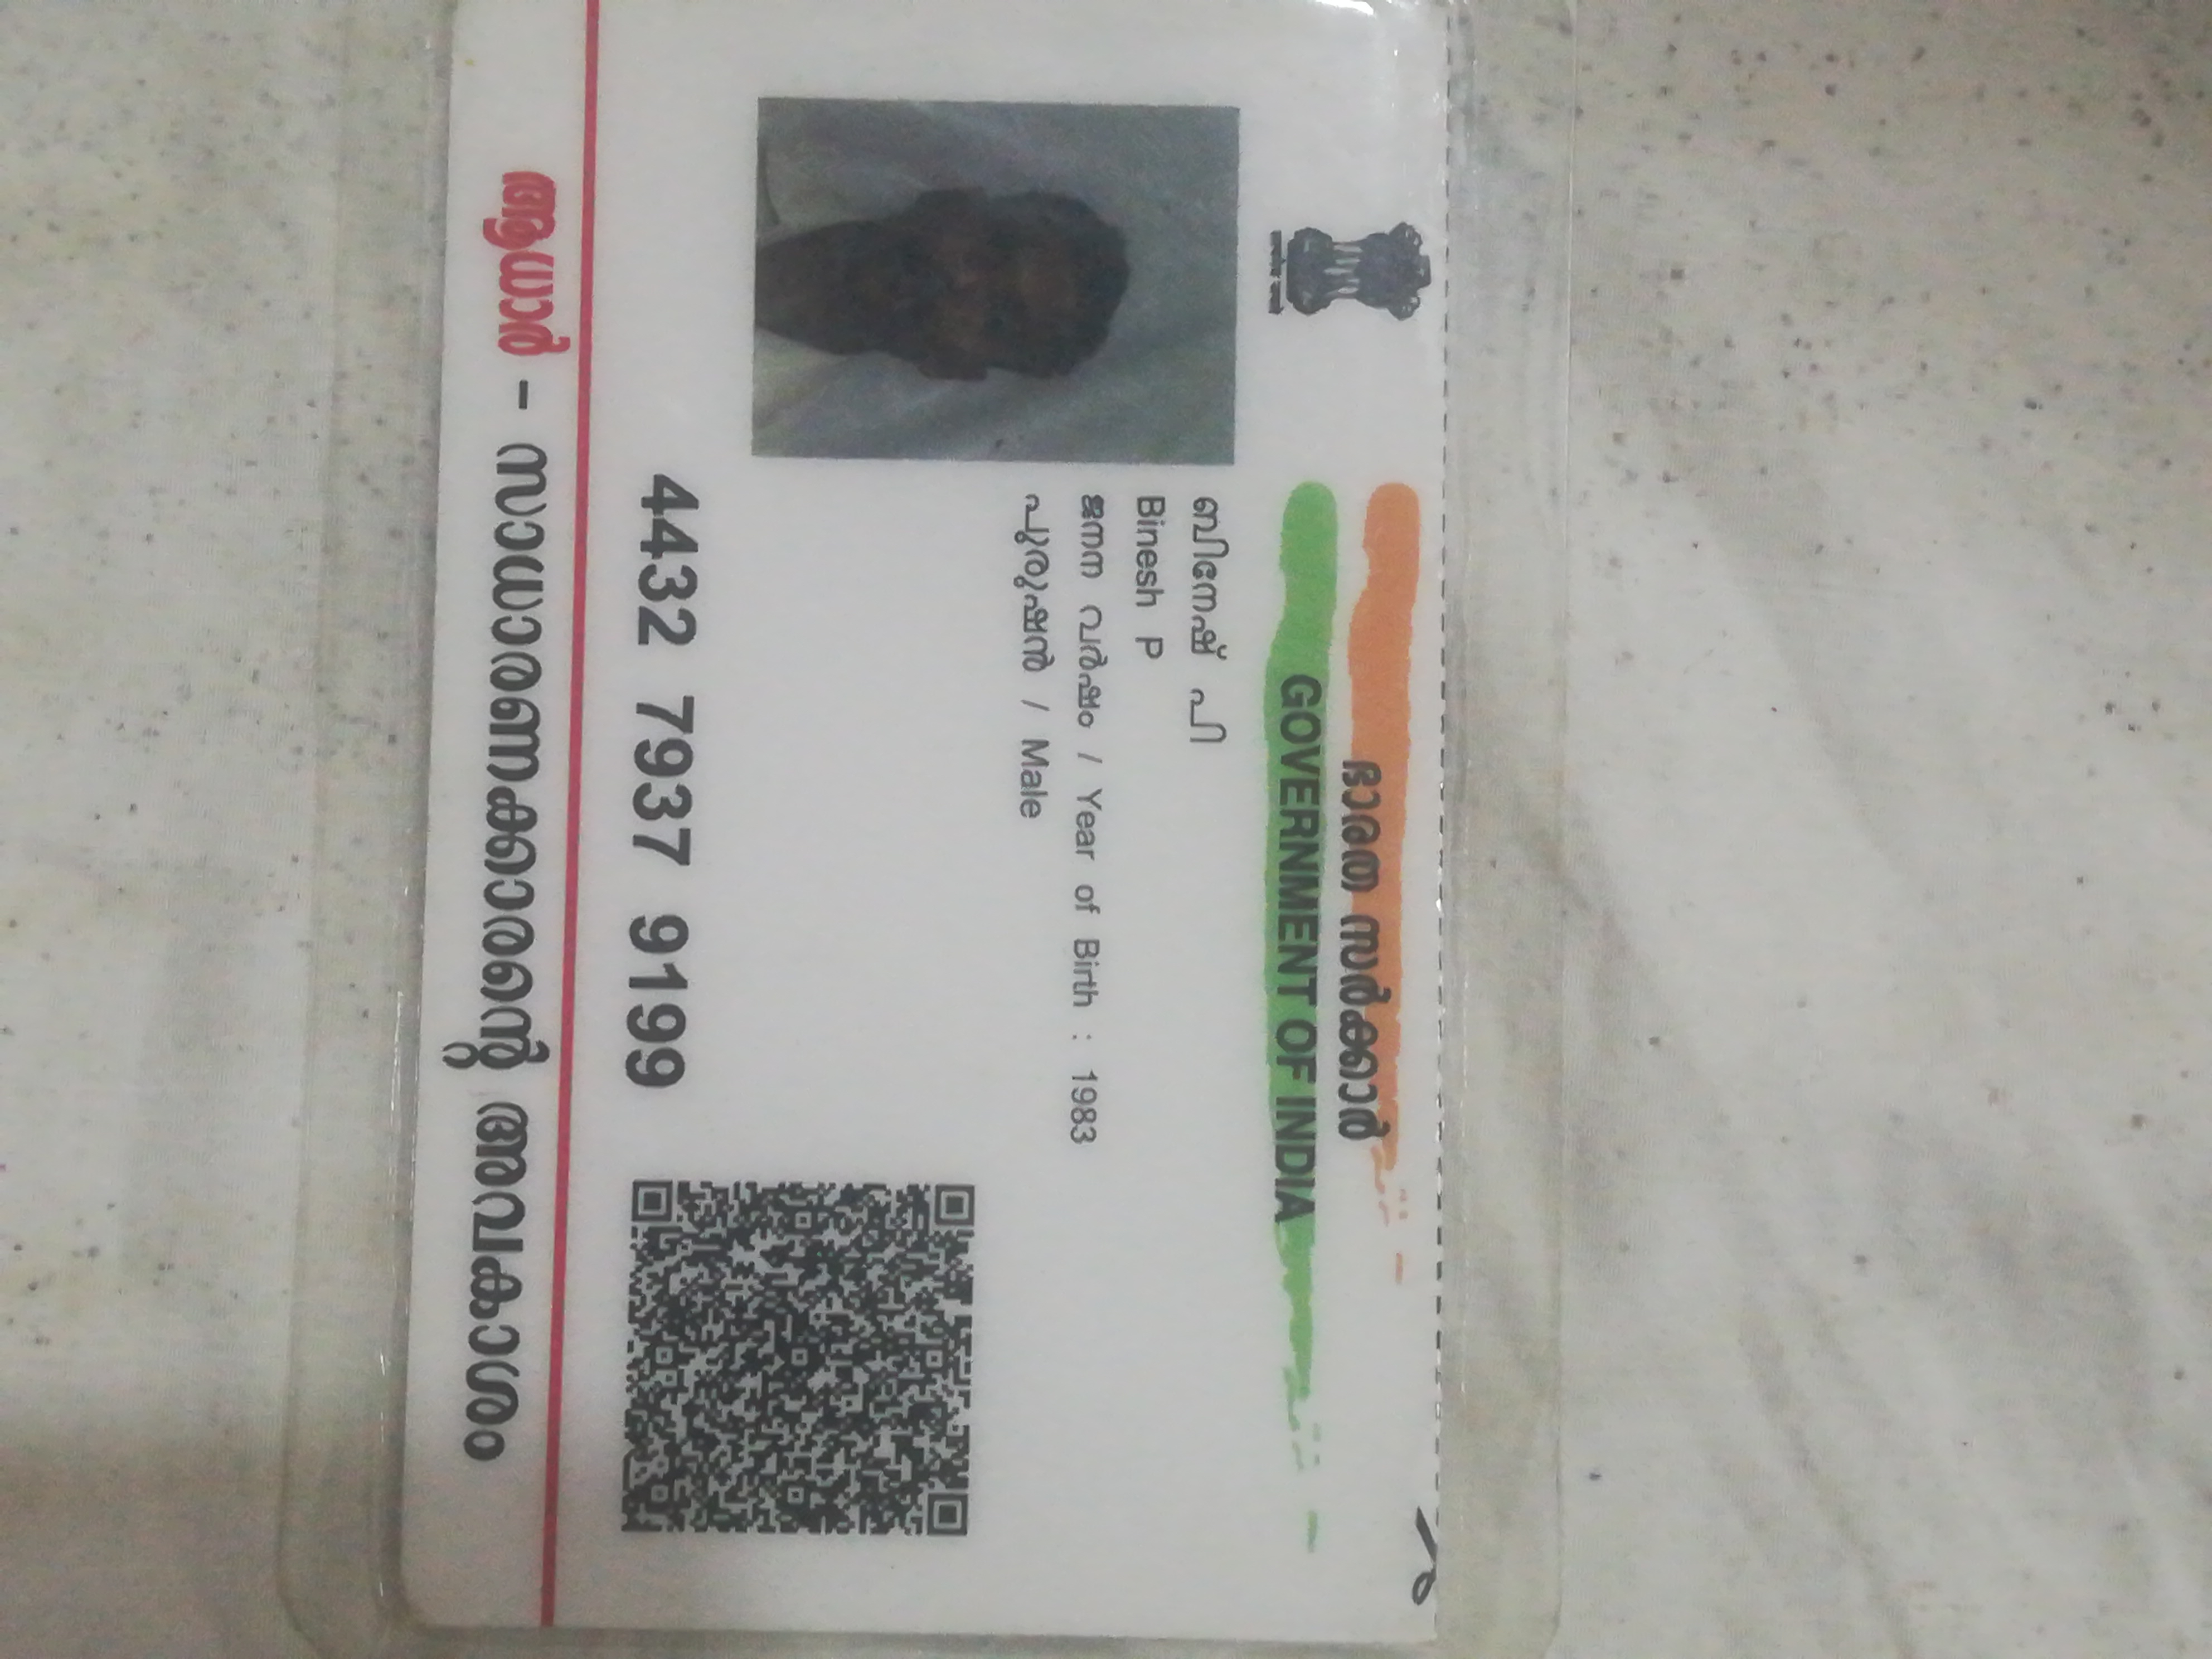 ഭാരത സർക്കാർ
GOVERNMENT OF INDIA
ബിനേഷ് പി
Binesh P
ജനന വർഷം / Year of Birth : 1983
പുരുഷൻ / Male
4432 7937 9199
ആധാർ - സാധാരണക്കാരന്റെ അവകാശം